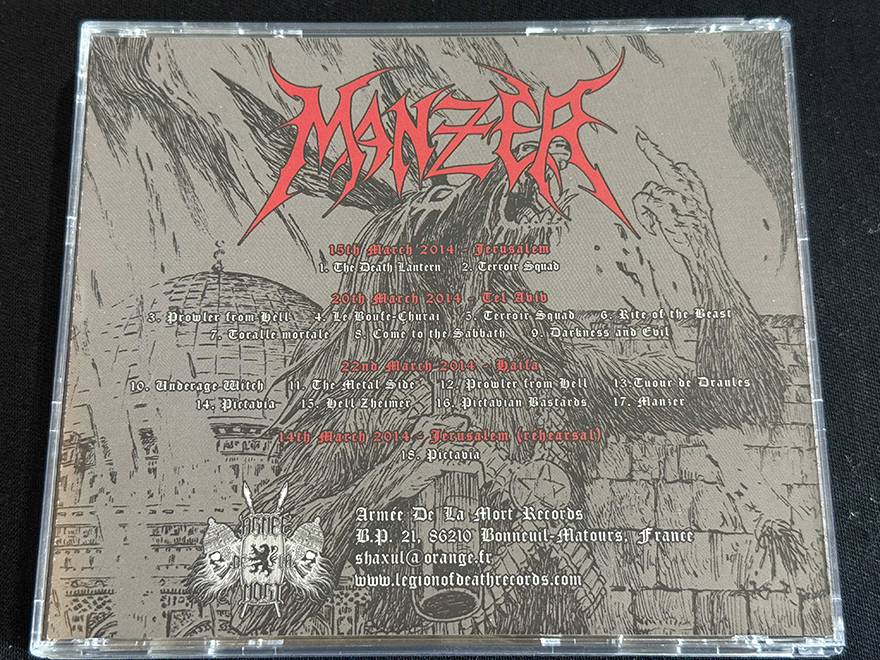 MANZER
15th March 2014 - Jerusalem
1. The Death Lantern 2. Terroir Squad
20th March 2014 - Tel Aviv
3. Prowler from Hell 4. Le Boufe-Churai 5. Terroir Squad 6. Rite of the Beast
7. Toralle mortale 8. Come to the Sabbath 9. Darkness and Evil
22nd March 2014 - Haifa
10. Underage Witch 11. The Metal Side 12. Prowler from Hell 13.Tuour de Draules
14. Pictavia 15. Hell Zheimer 16. Pictavian Bastards 17. Manzer
14th March 2014 - Jerusalem (rehearsal)
18. Pictavia
ARMÉE
DE LA
MORT
Armée De La Mort Records
B.P. 21, 86210 Bonneuil-Matours, France
shaxul@orange.fr
www.legionofdeathrecords.com